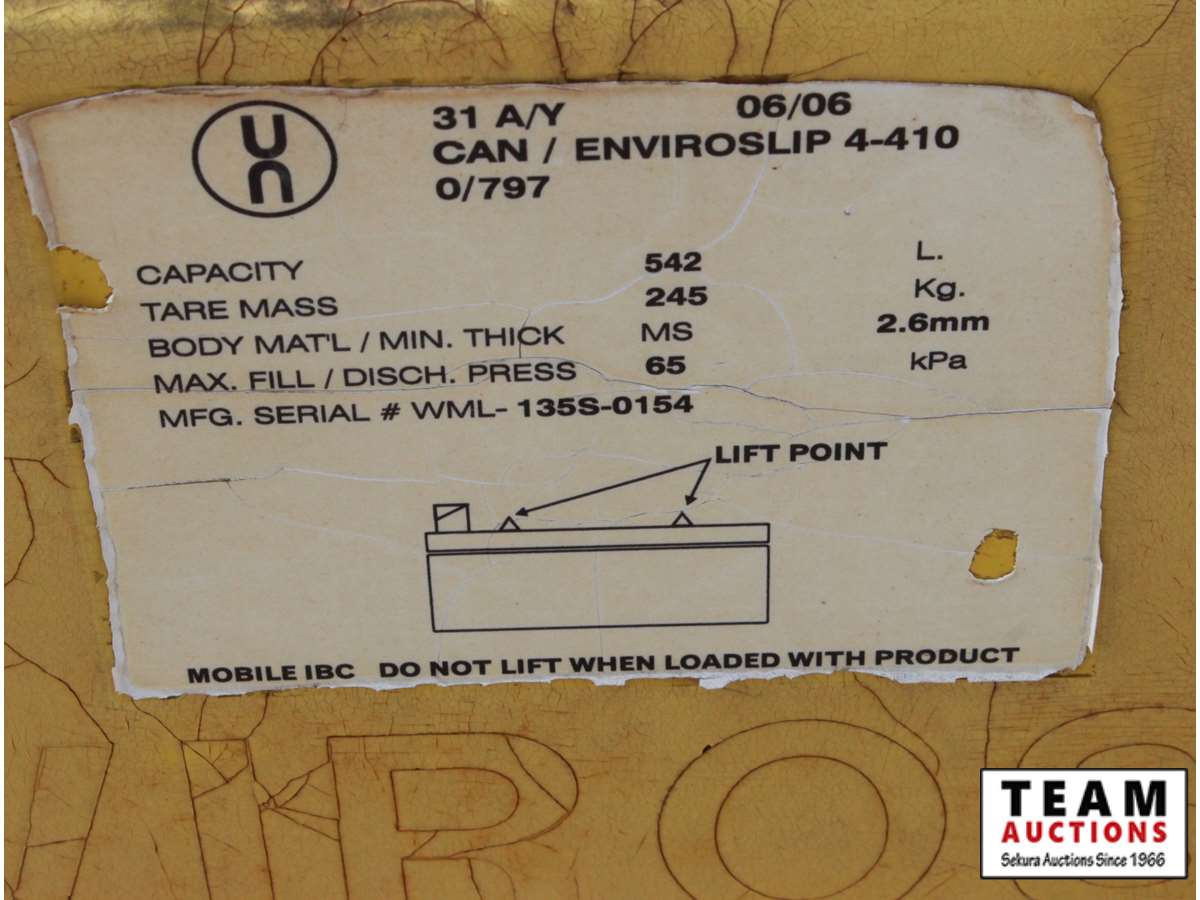 UN
31 A/Y 06/06
CAN / ENVIROSLIP 4-410
0/797
CAPACITY 542 L.
TARE MASS 245 Kg.
BODY MAT'L / MIN. THICK MS 2.6mm
MAX. FILL / DISCH. PRESS 65 kPa
MFG. SERIAL # WML- 135S-0154
LIFT POINT
MOBILE IBC DO NOT LIFT WHEN LOADED WITH PRODUCT
IRO
TEAM
AUCTIONS
Sekura Auctions Since 1966